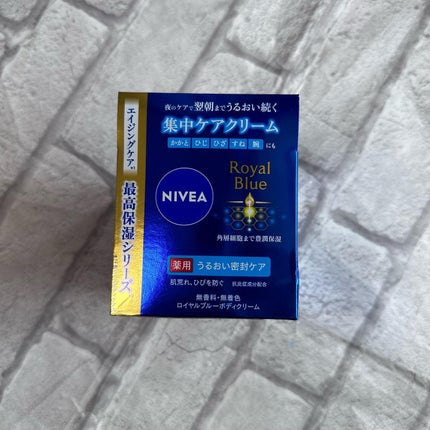 エイジングケア*1
最高保湿シリーズ
夜のケアで翌朝までうるおい続く
集中ケアクリーム
かかと ひじ ひざ すね 腕 にも
NIVEA
Royal
Blue
角層細胞まで豊潤保湿
薬用 うるおい密封ケア
肌荒れ、ひびを防ぐ 抗炎症成分配合
無香料・無着色
ロイヤルブルーボディクリーム